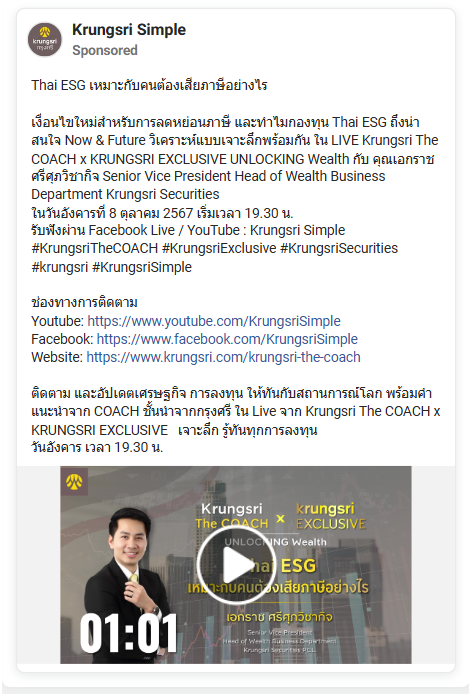 Krungsri Simple
Sponsored
krungsri
กรุงศรี
Thai ESG เหมาะกับคนต้องเสียภาษีอย่างไร
เงื่อนไขใหม่สำหรับการลดหย่อนภาษี และทำไมกองทุน Thai ESG ถึงน่า
สนใจ Now & Future วิเคราะห์แบบเจาะลึกพร้อมกัน ใน LIVE Krungsri The
COACH x KRUNGSRI EXCLUSIVE UNLOCKING Wealth กับ คุณเอกราช
ศรีศุภวิชากิจ Senior Vice President Head of Wealth Business
Department Krungsri Securities
ในวันอังคารที่ 8 ตุลาคม 2567 เริ่มเวลา 19.30 น.
รับฟังผ่าน Facebook Live / YouTube : Krungsri Simple
#KrungsriTheCOACH #KrungsriExclusive #KrungsriSecurities
#krungsri #KrungsriSimple
ช่องทางการติดตาม
Youtube: https://www.youtube.com/KrungsriSimple
Facebook: https://www.facebook.com/KrungsriSimple
Website: https://www.krungsri.com/krungsri-the-coach
ติดตาม และอัปเดตเศรษฐกิจ การลงทุน ให้ทันกับสถานการณ์โลก พร้อมคำ
แนะนำจาก COACH ชั้นนำจากกรุงศรี ใน Live จาก Krungsri The COACH x
KRUNGSRI EXCLUSIVE เจาะลึก รู้ทันทุกการลงทุน
วันอังคาร เวลา 19.30 น.
Krungsri
The COACH x krungsri
EXCLUSIVE
UNLOCKING Wealth
Thai ESG
เหมาะกับคนต้องเสียภาษีอย่างไร
เอกราช ศรีศุภวิชากิจ
Senior Vice President
Head of Wealth Business Department
Krungsri Securities PCL.
01:01